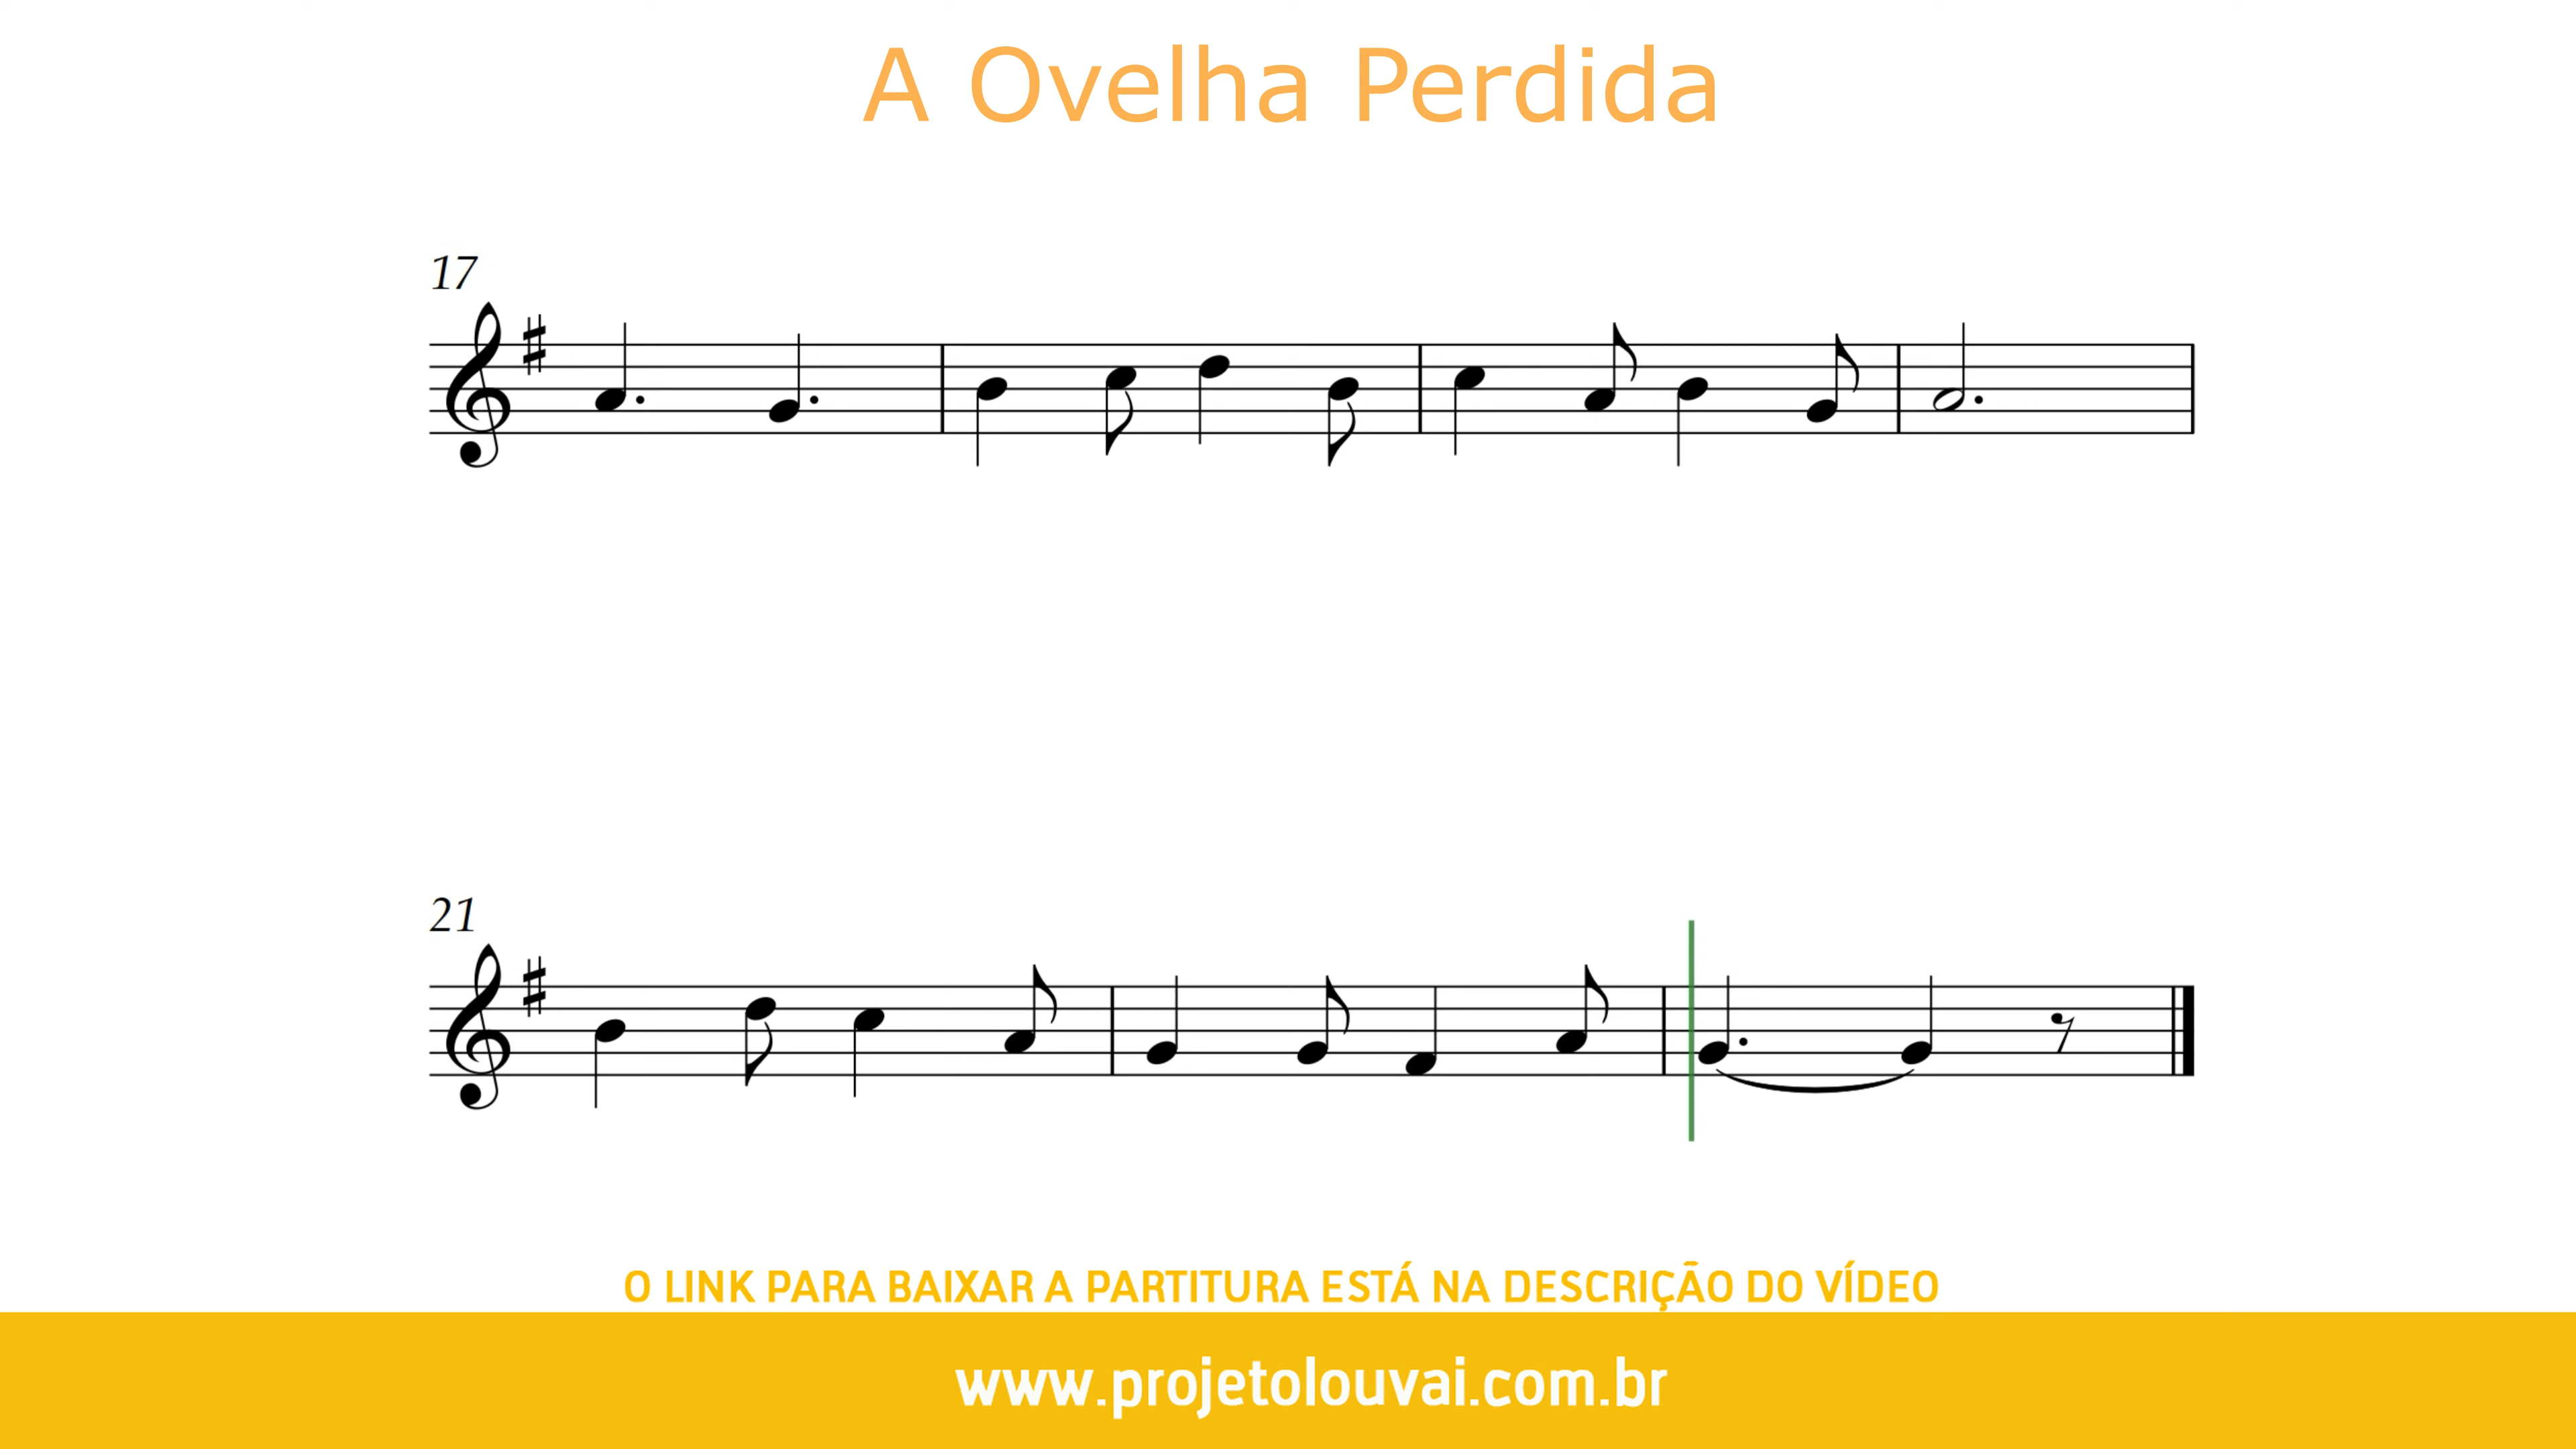 A Ovelha Perdida
17
21
O LINK PARA BAIXAR A PARTITURA ESTÁ NA DESCRIÇÃO DO VÍDEO
www.projetolouvai.com.br